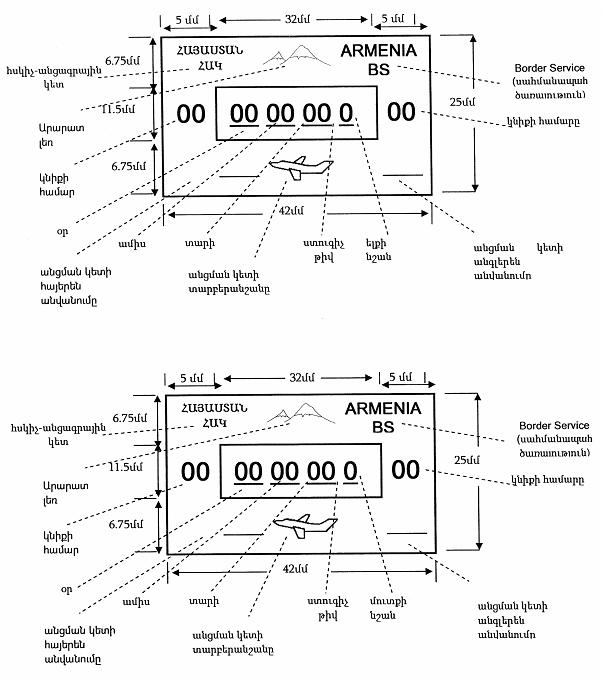 5 մմ 32մմ 5 մմ
6.75մմ
ՀԱՅԱՍՏԱՆ
ՀԱԿ
ARMENIA
BS
հսկիչ-անցագրային
կետ
Border Service
(սահմանապահ
ծառայություն)
25մմ
11.5մմ
00 00 00 00 0 00
Արարատ
լեռ
կնիքի համարը
6.75մմ
կնիքի
համար
42մմ
օր
ամիս
տարի
ստուգիչ
թիվ
ելքի
նշան
անցման կետի
անգլերեն
անվանումը
անցման կետի
հայերեն
անվանումը
անցման կետի
տարբերանշանը
5 մմ 32մմ 5 մմ
6.75մմ
ՀԱՅԱՍՏԱՆ
ՀԱԿ
ARMENIA
BS
հսկիչ-անցագրային
կետ
Border Service
(սահմանապահ
ծառայություն)
25մմ
11.5մմ
00 00 00 00 0 00
Արարատ
լեռ
կնիքի համարը
6.75մմ
կնիքի
համար
42մմ
օր
ամիս
տարի
ստուգիչ
թիվ
մուտքի
նշան
անցման կետի
անգլերեն
անվանումը
անցման կետի
հայերեն
անվանումը
անցման կետի
տարբերանշանը